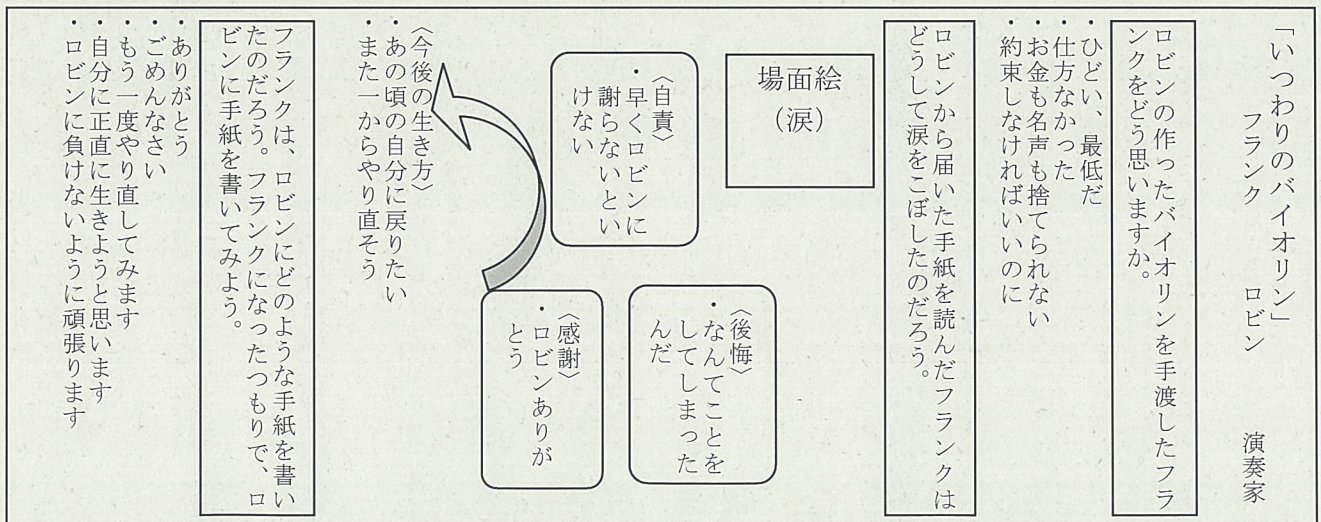 「いつわりのバイオリン」
フランク　ロビン　演奏家
ロビンの作ったバイオリンを手渡したフラ
ンクをどう思いますか。
・ひどい、最低だ
・仕方なかった
・お金も名声も捨てられない
・約束しなければいいのに
ロビンから届いた手紙を読んだフランクは
どうして涙をこぼしたのだろう。
場面絵
（涙）
〈後悔〉
・なんてことを
してしまった
んだ
〈自責〉
・早くロビンに
謝らないとい
けない
〈感謝〉
・ロビンありが
とう
〈今後の生き方〉
・あの頃の自分に戻りたい
・また一からやり直そう
フランクは、ロビンにどのような手紙を書い
たのだろう。フランクになったつもりで、ロ
ビンに手紙を書いてみよう。
・ありがとう
・ごめんなさい
・もう一度やり直してみます
・自分に正直に生きようと思います
・ロビンに負けないように頑張ります